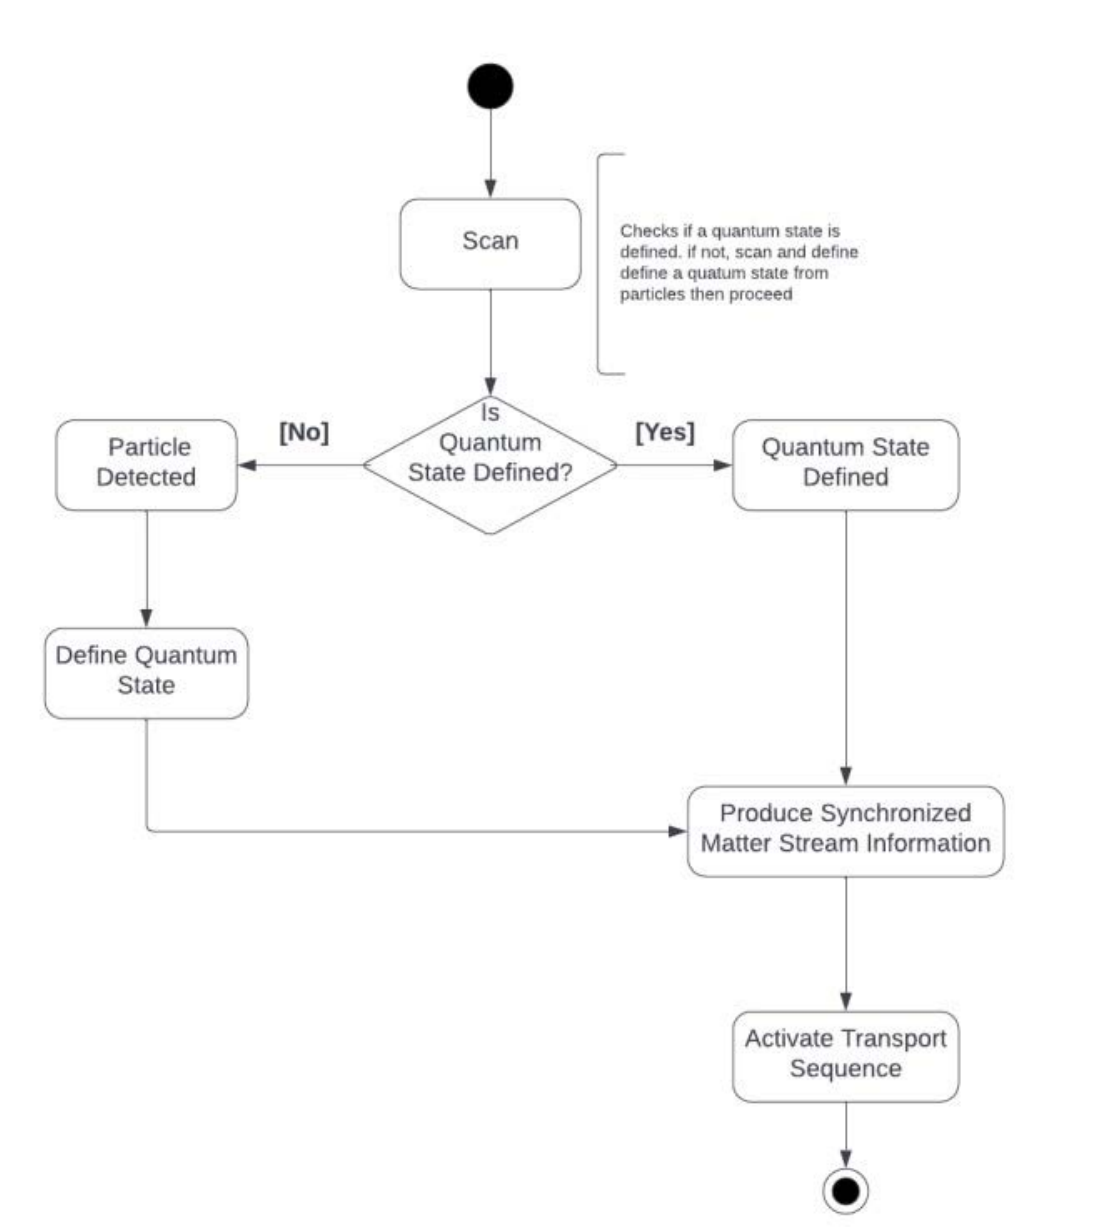 Scan
Checks if a quantum state is
defined. if not, scan and define
define a quatum state from
particles then proceed
Is
Quantum
State Defined?
[No]
[Yes]
Particle
Detected
Quantum State
Defined
Define Quantum
State
Produce Synchronized
Matter Stream Information
Activate Transport
Sequence